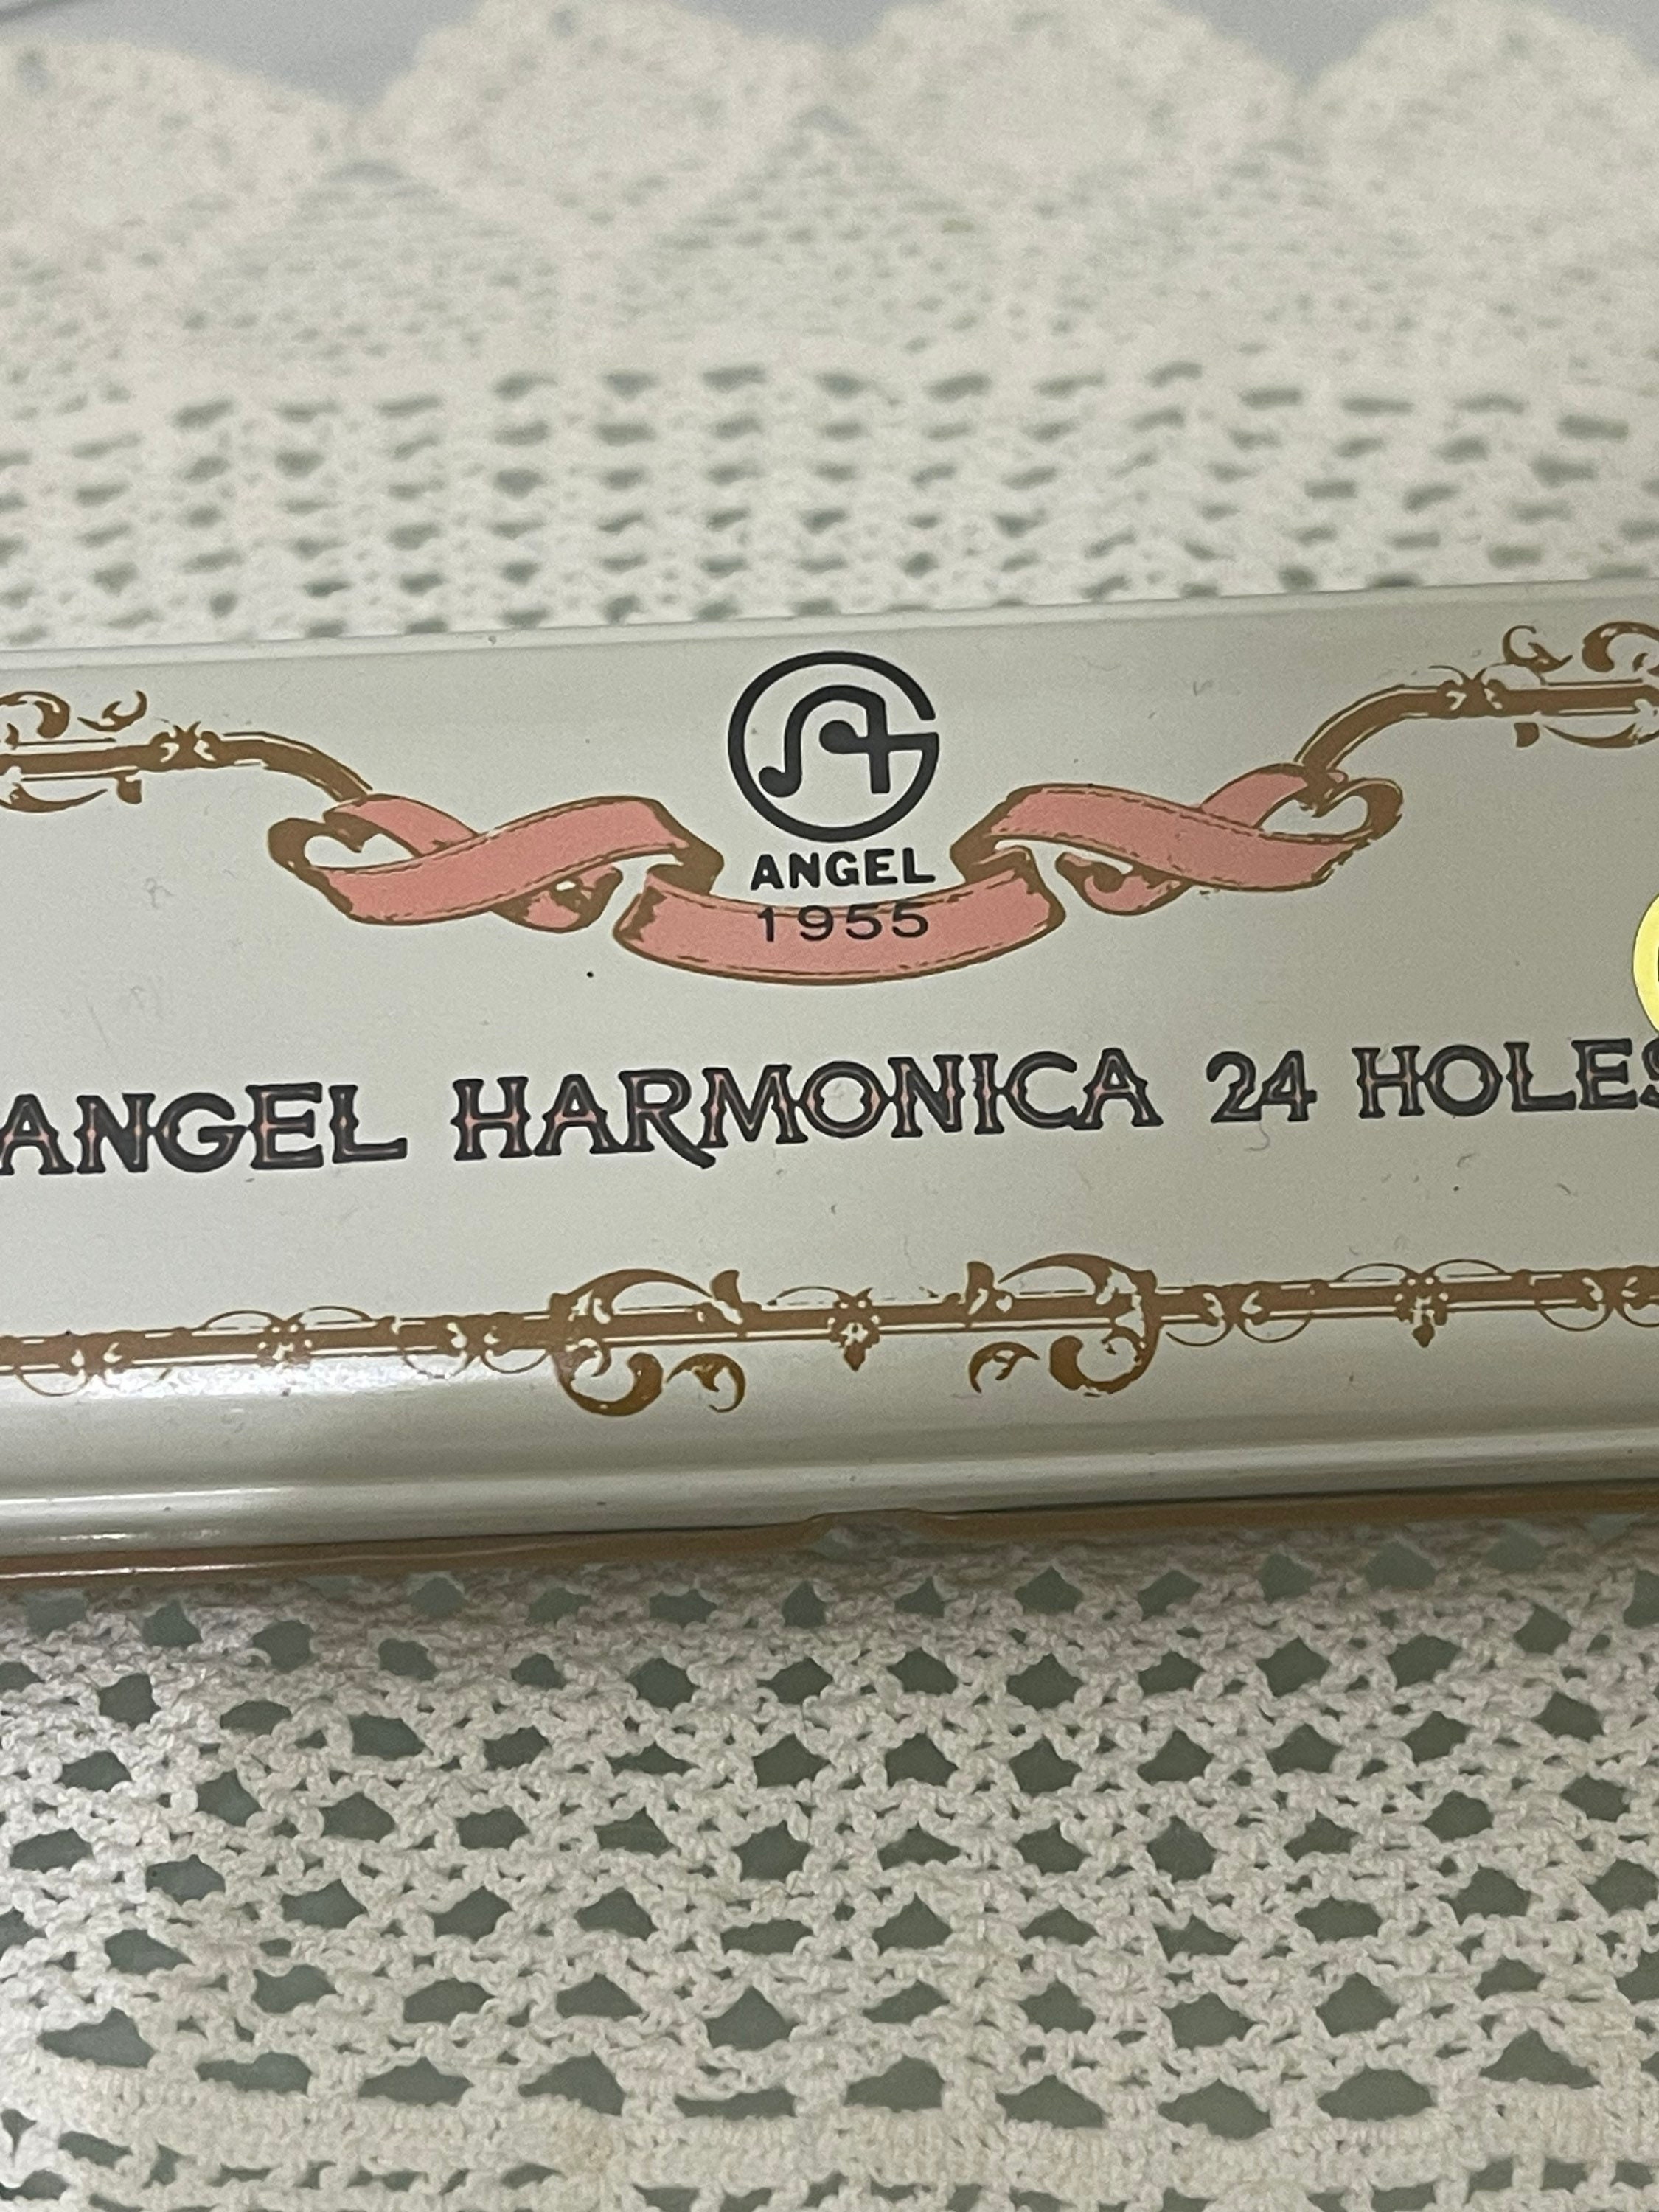 ANGEL
1955
ANGEL HARMONICA 24 HOLES